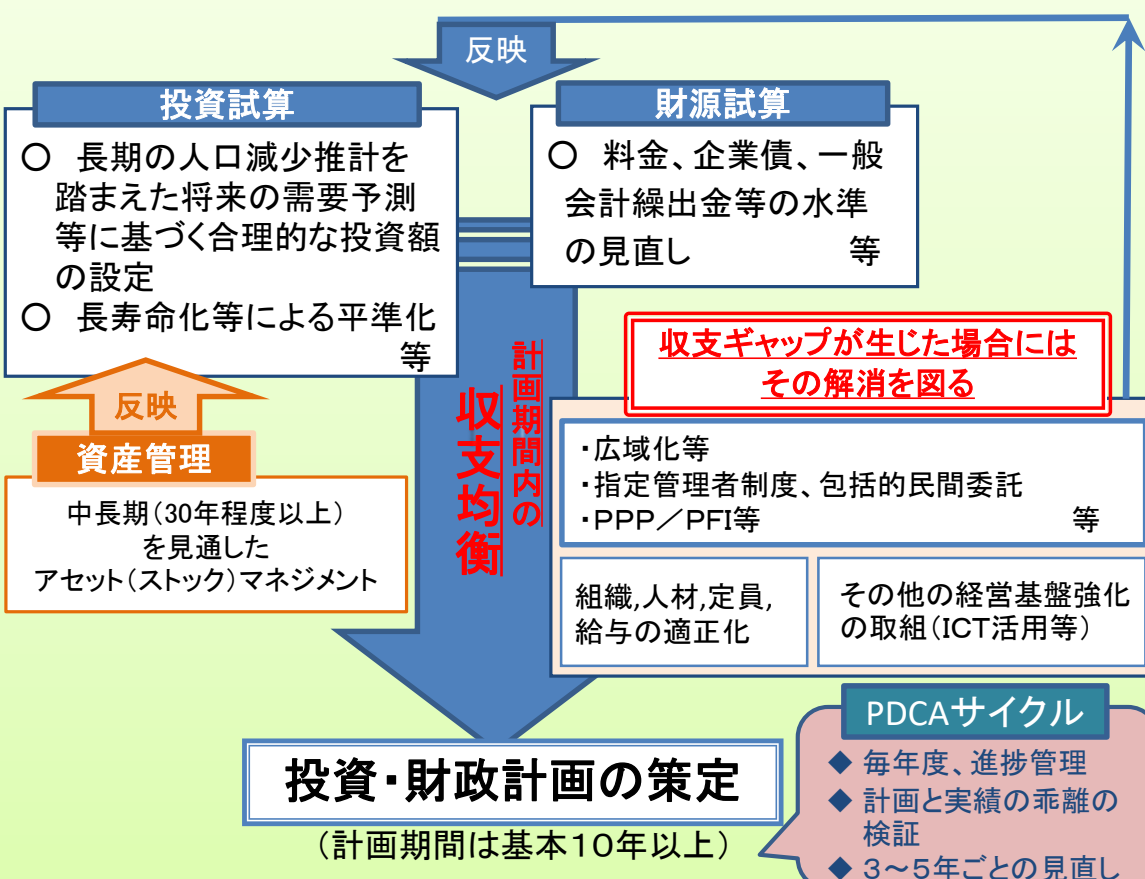 反映
投資試算
○ 長期の人口減少推計を
踏まえた将来の需要予測
等に基づく合理的な投資額
の設定
○ 長寿命化等による平準化
等
財源試算
○ 料金、企業債、一般
会計繰出金等の水準
の見直し 等
反映
資産管理
中長期(30年程度以上)
を見通した
アセット(ストック)マネジメント
計画期間内の
収支均衡
収支ギャップが生じた場合には
その解消を図る
・広域化等
・指定管理者制度、包括的民間委託
・PPP/PFI等 等
組織,人材,定員,
給与の適正化
その他の経営基盤強化
の取組(ICT活用等)
投資・財政計画の策定
(計画期間は基本10年以上)
PDCAサイクル
◆ 毎年度、進捗管理
◆ 計画と実績の乖離の
検証
◆ 3~5年ごとの見直し